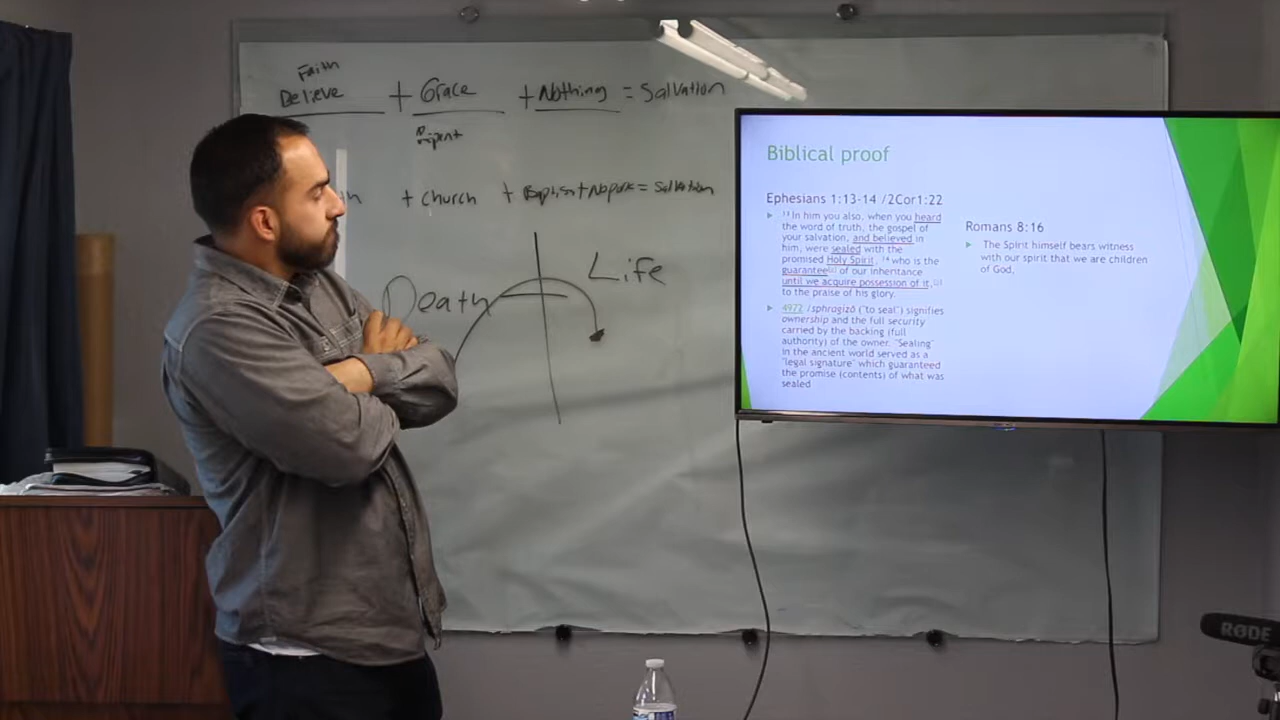 Faith
Believe + Grace + Nothing = Salvation
Repent
+ Church + Baptism + No pork = Salvation
Death
Life
Biblical proof
Ephesians 1:13-14 /2Cor1:22
13 In him you also, when you heard
the word of truth, the gospel of
your salvation, and believed in
him, were sealed with the
promised Holy Spirit, 14 who is the
guarantee of our inheritance
until we acquire possession of it,
to the praise of his glory.
4972 /sphragízō ("to seal") signifies
ownership and the full security
carried by the backing (full
authority) of the owner. "Sealing"
in the ancient world served as a
"legal signature" which guaranteed
the promise (contents) of what was
sealed
Romans 8:16
The Spirit himself bears witness
with our spirit that we are children
of God,
RØDE